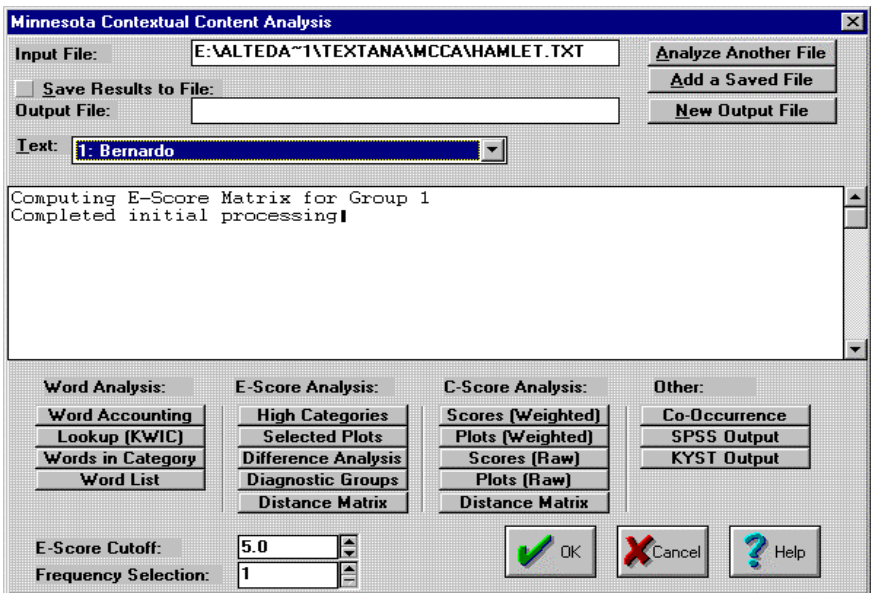 Minnesota Contextual Content Analysis
Input File: E:\ALTEDA~1\TEXTANA\MCCA\HAMLET.TXT Analyze Another File
Save Results to File: Add a Saved File
Output File: New Output File
Text: 1: Bernardo
Computing E-Score Matrix for Group 1
Completed initial processing
Word Analysis: E-Score Analysis: C-Score Analysis: Other:
Word Accounting High Categories Scores (Weighted) Co-Occurrence
Lookup (KWIC) Selected Plots Plots (Weighted) SPSS Output
Words in Category Difference Analysis Scores (Raw) KYST Output
Word List Diagnostic Groups Plots (Raw)
Distance Matrix Distance Matrix
E-Score Cutoff: 5.0 OK Cancel Help
Frequency Selection: 1